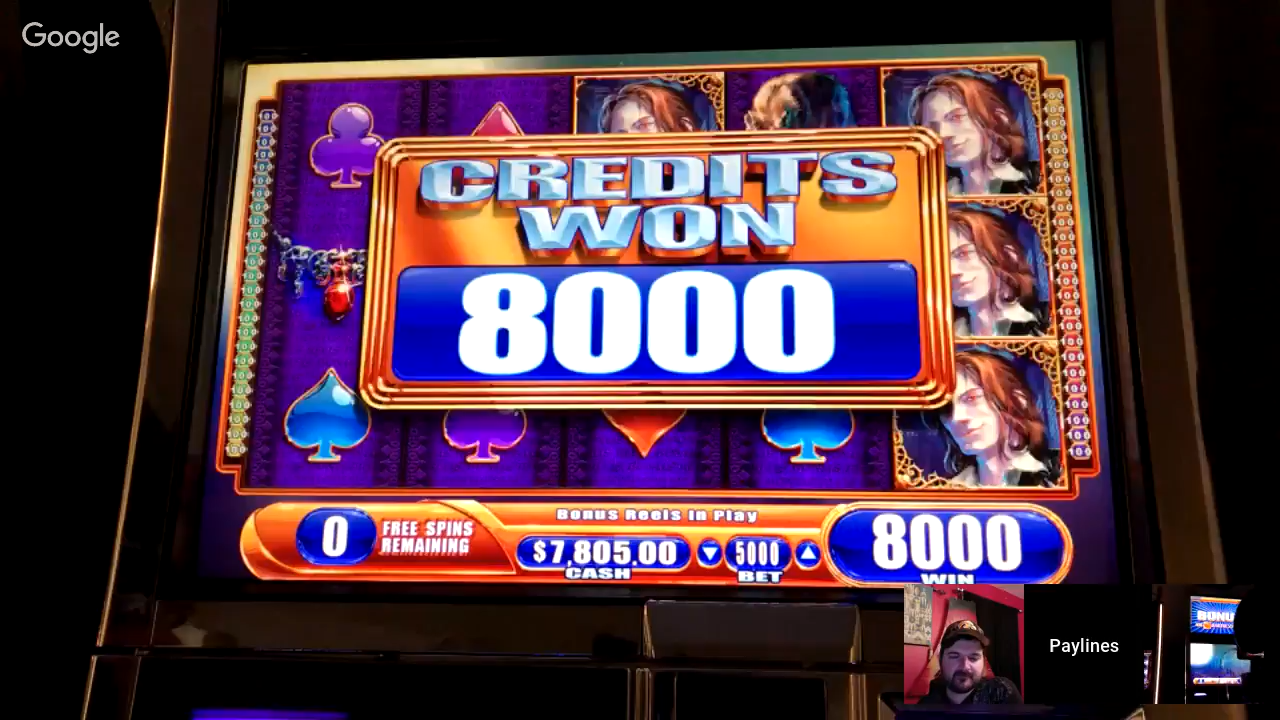 Google
CREDITS
WON
8000
Bonus Reels In Play
0
FREE SPINS
REMAINING
$7,805.00
CASH
5000
BET
8000
WIN
Paylines
BONU